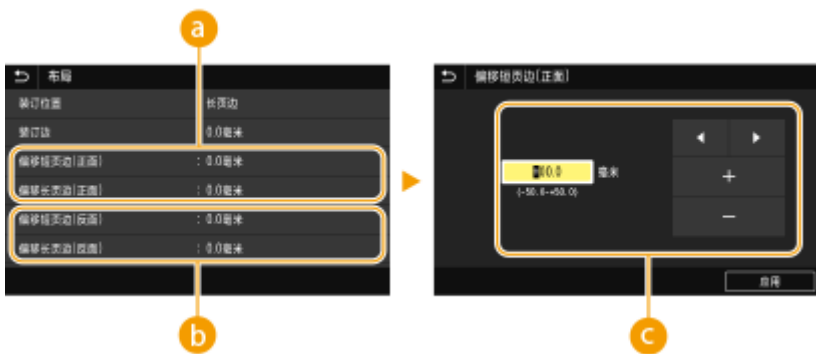 a
布局
装订位置 长页边
装订边 0.0毫米
偏移短页边(正面) : 0.0毫米
偏移长页边(正面) : 0.0毫米
偏移短页边(反面) : 0.0毫米
偏移长页边(反面) : 0.0毫米
b
偏移短页边(正面)
00.0 毫米
(-50.0-+50.0)
+
-
启用
c